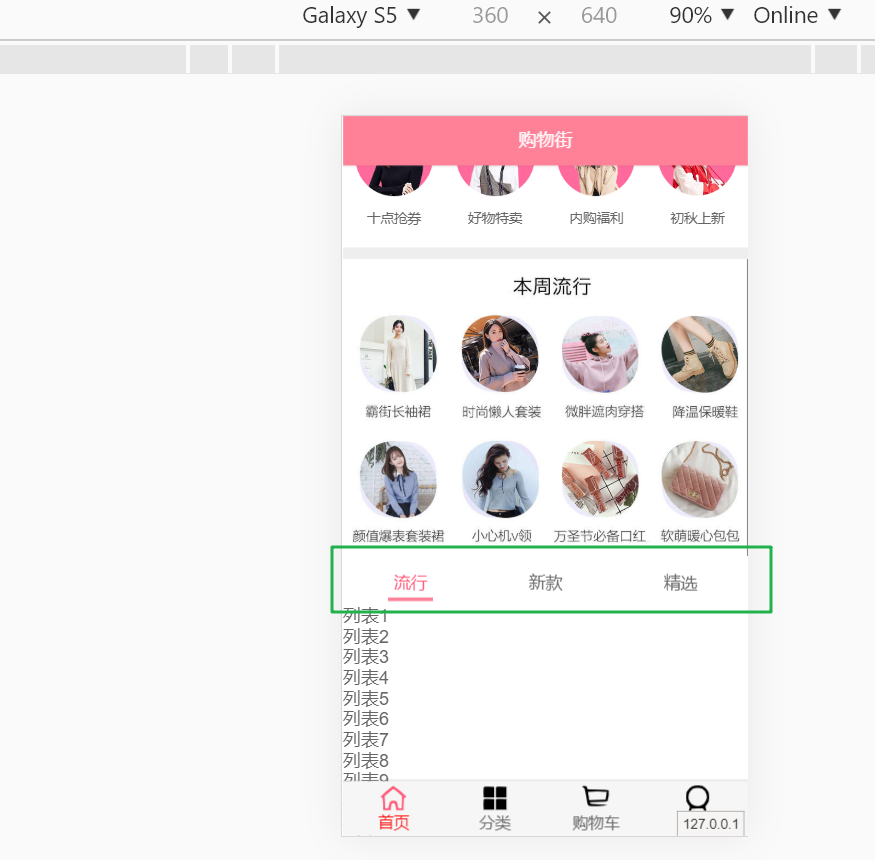 Galaxy S5 ▼ 360 × 640 90% ▼ Online ▼
购物街
十点抢券 好物特卖 内购福利 初秋上新
本周流行
霸街长袖裙 时尚懒人套装 微胖遮肉穿搭 降温保暖鞋
颜值爆表套装裙 小心机v领 万圣节必备口红 软萌暖心包包
流行 新款 精选
列表1
列表2
列表3
列表4
列表5
列表6
列表7
列表8
列表9
首页 分类 购物车
127.0.0.1